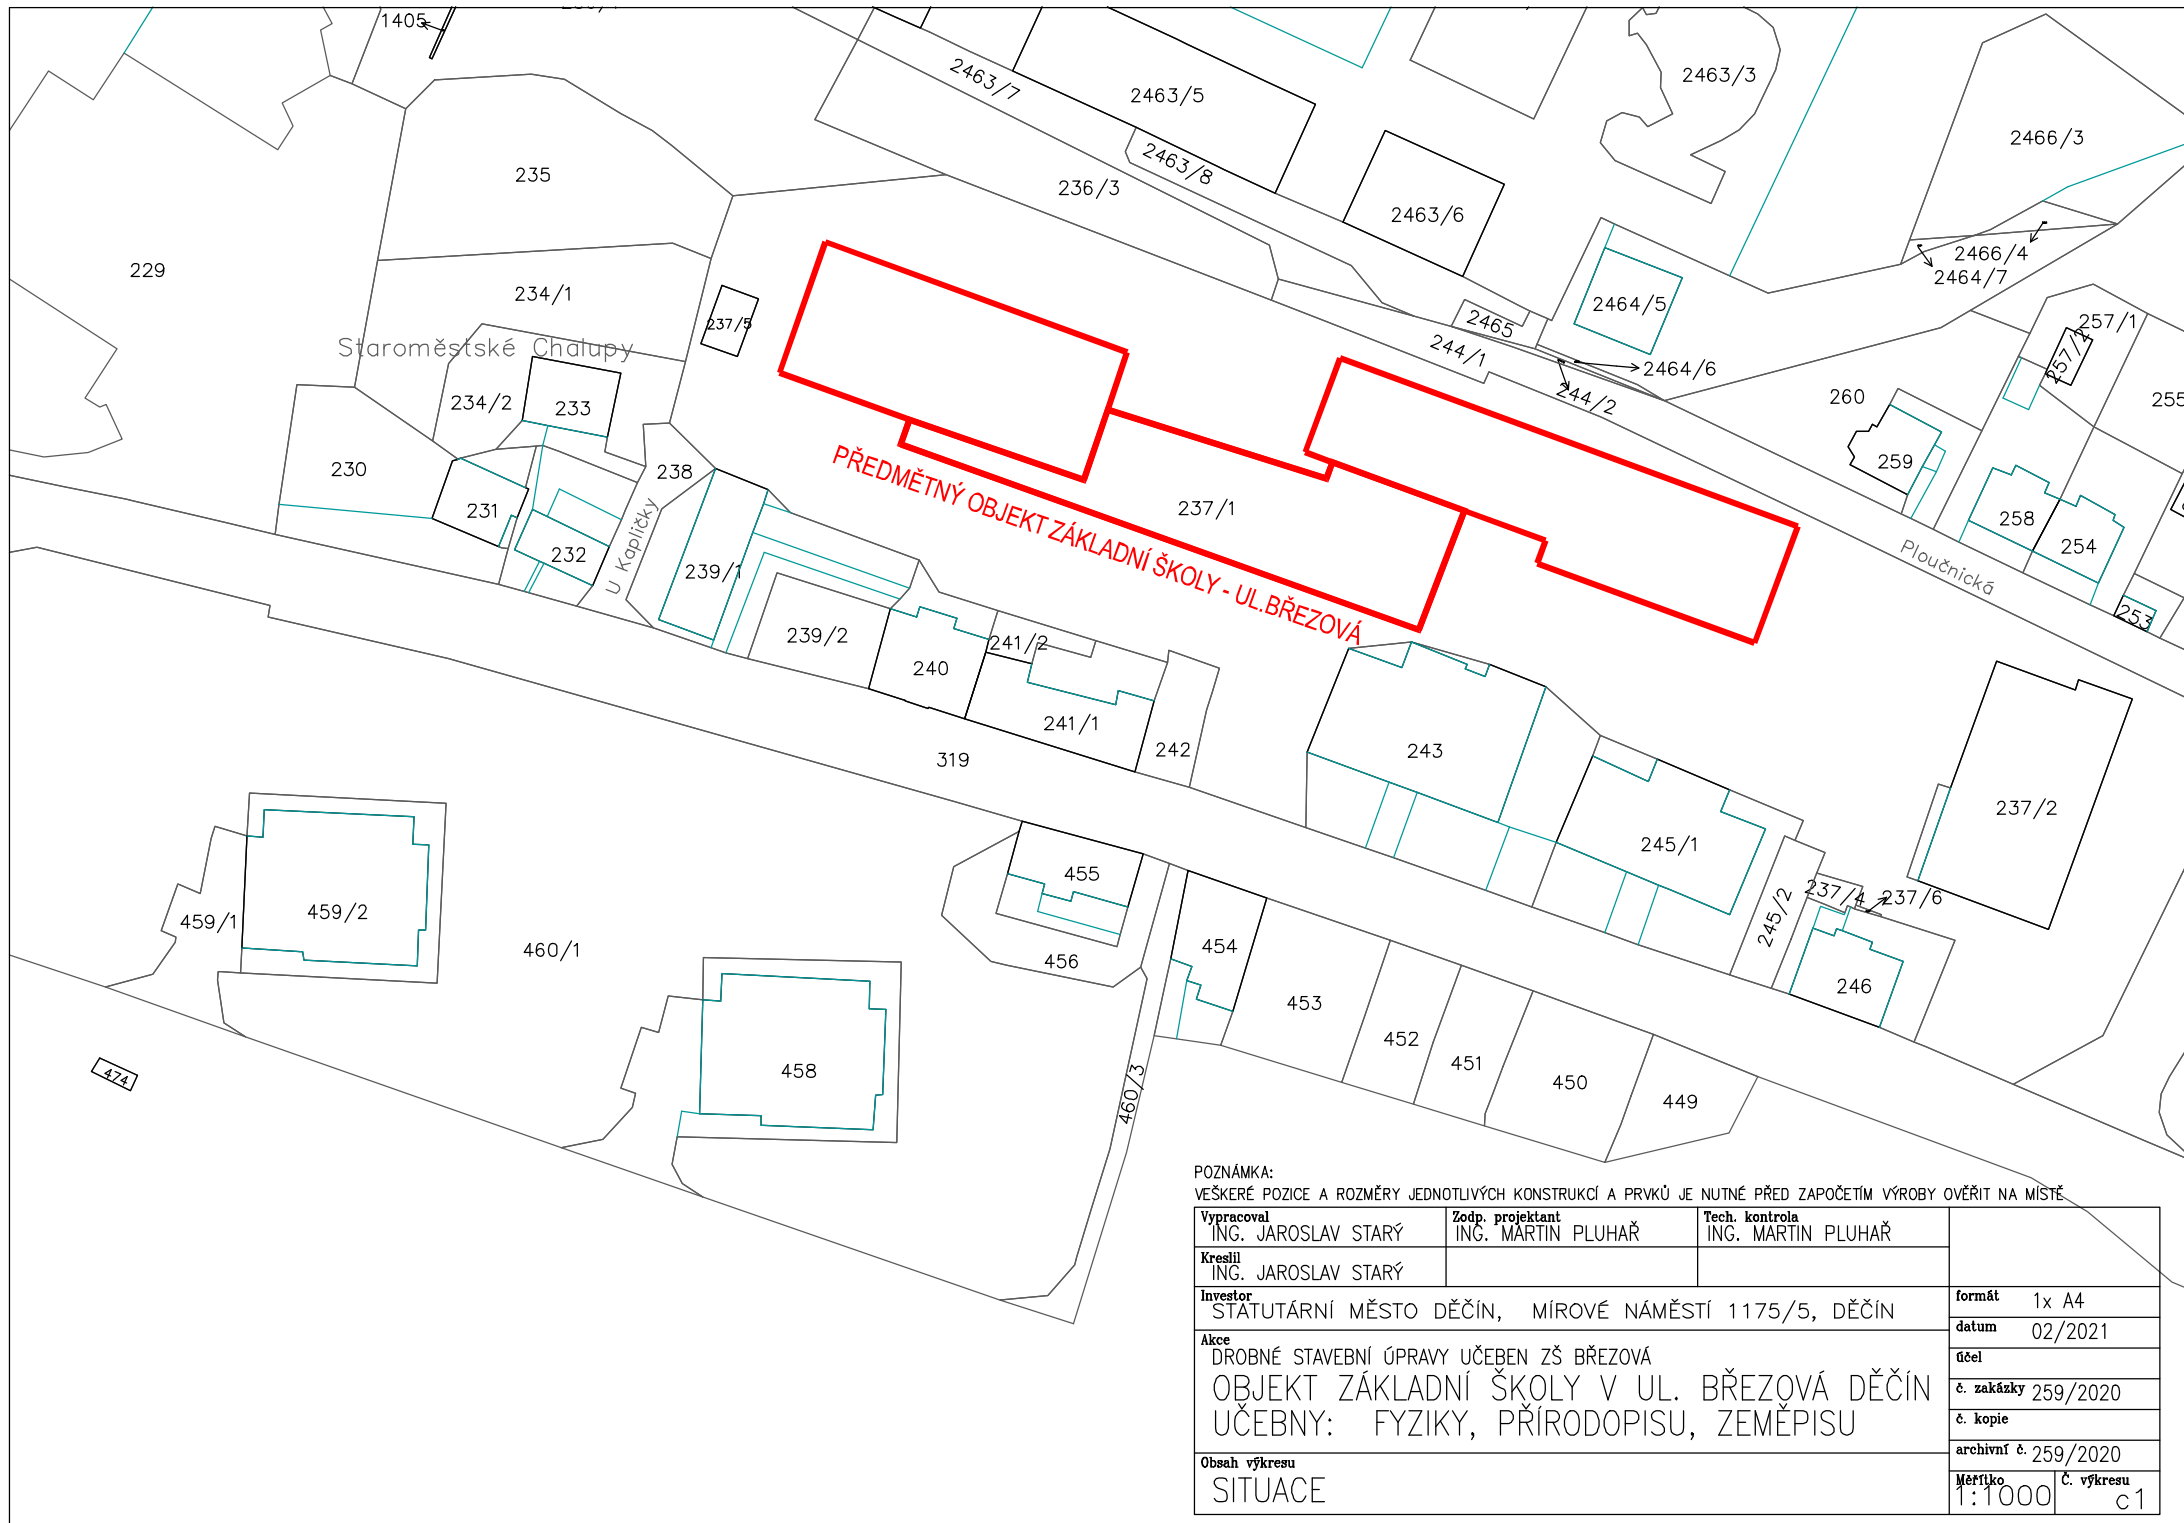 1405
2463/7
2463/5
2463/3
2466/3
2463/8
235
236/3
2463/6
229
2466/4
2464/7
234/1
2464/5
237/5
2465
257/1
257/2
Staroměstské Chalupy
244/1
2464/6
234/2
233
244/2
260
255
230
238
PŘEDMĚTNÝ OBJEKT ZÁKLADNÍ ŠKOLY - UL.BŘEZOVÁ
259
231
237/1
258
U Kapličky
232
254
239/1
Ploučnická
253
239/2
240
241/2
241/1
242
243
319
237/2
245/1
455
237/4
237/6
459/1
459/2
460/1
454
245/2
456
246
453
452
458
451
450
474
460/3
449
POZNÁMKA:
VEŠKERÉ POZICE A ROZMĚRY JEDNOTLIVÝCH KONSTRUKCÍ A PRVKŮ JE NUTNÉ PŘED ZAPOČETÍM VÝROBY OVĚŘIT NA MÍSTĚ
Vypracoval
ING. JAROSLAV STARÝ
Zodp. projektant
ING. MARTIN PLUHAŘ
Tech. kontrola
ING. MARTIN PLUHAŘ
Kreslil
ING. JAROSLAV STARÝ
Investor
STATUTÁRNÍ MĚSTO DĚČÍN, MÍROVÉ NÁMĚSTÍ 1175/5, DĚČÍN
formát 1x A4
datum 02/2021
Akce
DROBNÉ STAVEBNÍ ÚPRAVY UČEBEN ZŠ BŘEZOVÁ
OBJEKT ZÁKLADNÍ ŠKOLY V UL. BŘEZOVÁ DĚČÍN
UČEBNY: FYZIKY, PŘÍRODOPISU, ZEMĚPISU
účel
č. zakázky 259/2020
č. kopie
archivní č. 259/2020
Obsah výkresu
SITUACE
Měřítko
1:1000
Č. výkresu
c1